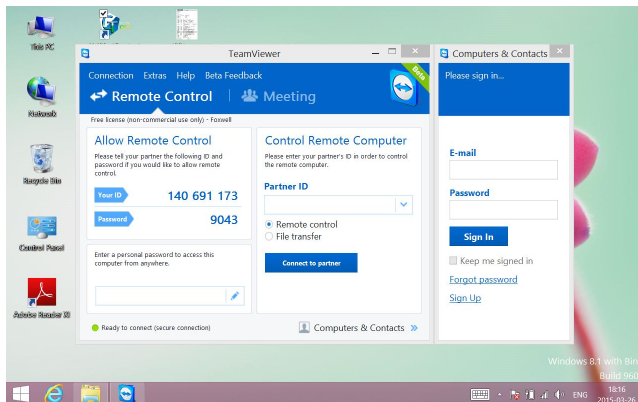 This PC
Network
Recycle Bin
Control Panel
Adobe Reader XI
TeamViewer
Connection Extras Help Beta Feedback
Beta
Remote Control
Meeting
Free license (non-commercial use only) - Foxwell
Allow Remote Control
Please tell your partner the following ID and
password if you would like to allow remote
control.
Your ID 140 691 173
Password 9043
Enter a personal password to access this
computer from anywhere.
Control Remote Computer
Please enter your partner's ID in order to control
the remote computer.
Partner ID
Remote control
File transfer
Connect to partner
Ready to connect (secure connection)
Computers & Contacts
Computers & Contacts
Please sign in...
E-mail
Password
Sign In
Keep me signed in
Forgot password
Sign Up
Windows 8.1 with Bin
Build 960
ENG
18:16
2015-03-26